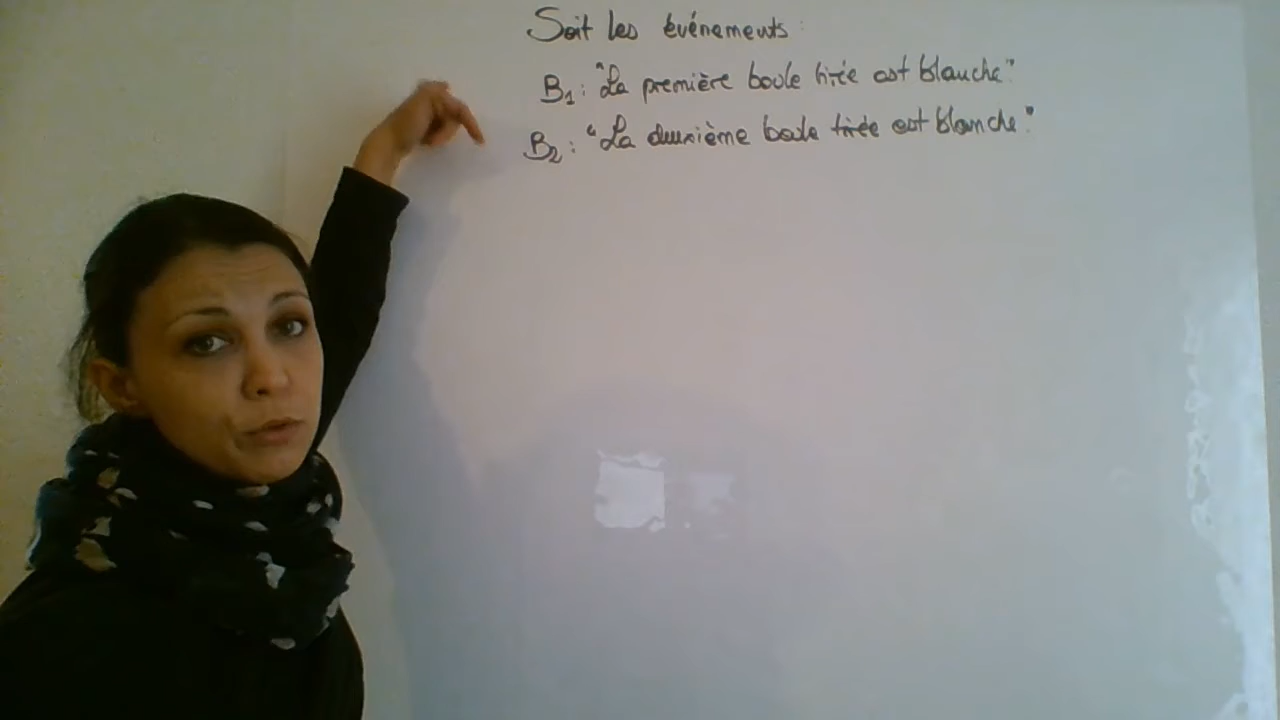 Soit les événements :
B1 : "La première boule tirée est blanche"
B2 : "La deuxième boule tirée est blanche"